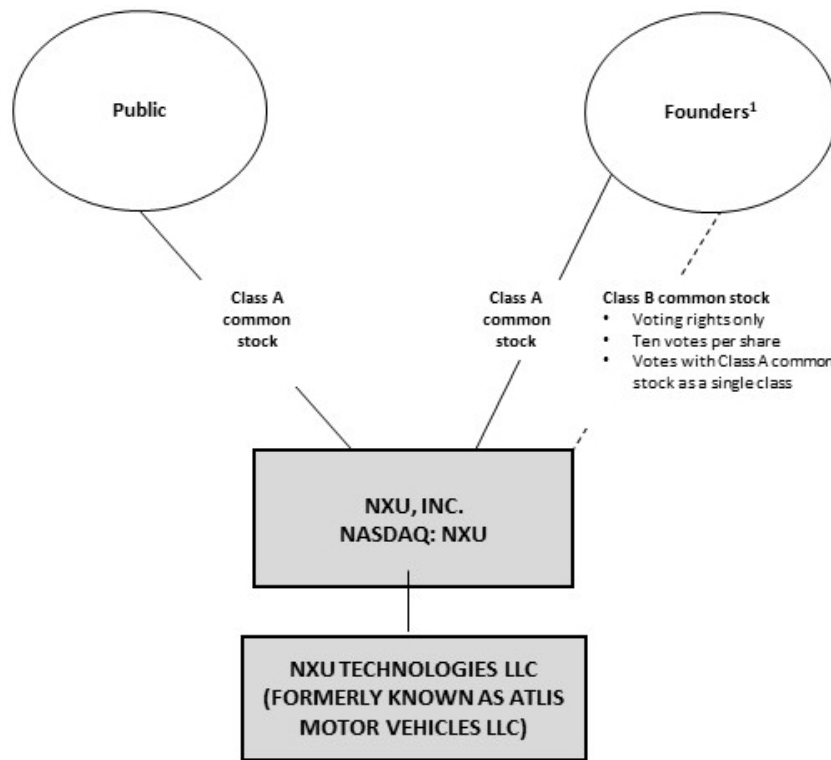 Public
Founders¹
Class A
common
stock
Class A
common
stock
Class B common stock
• Voting rights only
• Ten votes per share
• Votes with Class A common
stock as a single class
NXU, INC.
NASDAQ: NXU
NXU TECHNOLOGIES LLC
(FORMERLY KNOWN AS ATLIS
MOTOR VEHICLES LLC)